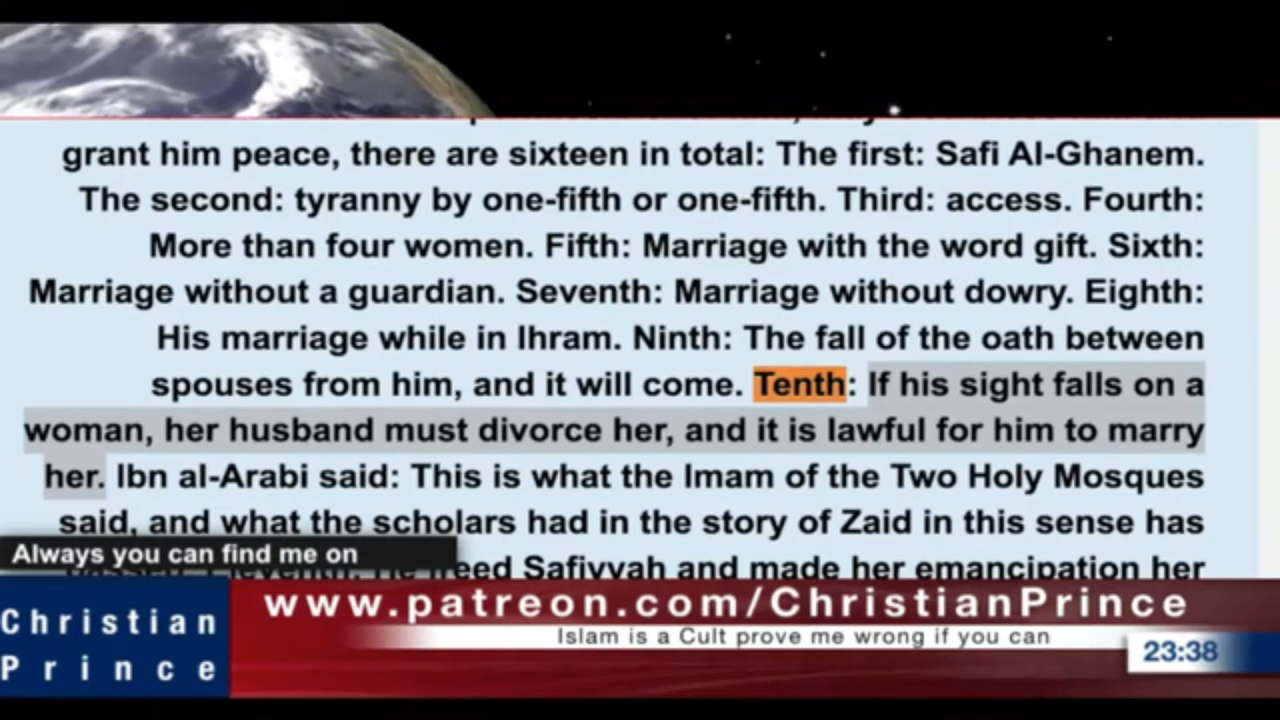 grant him peace, there are sixteen in total: The first: Safi Al-Ghanem.
The second: tyranny by one-fifth or one-fifth. Third: access. Fourth:
More than four women. Fifth: Marriage with the word gift. Sixth:
Marriage without a guardian. Seventh: Marriage without dowry. Eighth:
His marriage while in Ihram. Ninth: The fall of the oath between
spouses from him, and it will come. Tenth: If his sight falls on a
woman, her husband must divorce her, and it is lawful for him to marry
her. Ibn al-Arabi said: This is what the Imam of the Two Holy Mosques
said, and what the scholars had in the story of Zaid in this sense has
Safiyyah and made her emancipation her
Always you can find me on
www.patreon.com/ChristianPrince
Islam is a Cult prove me wrong if you can
Christian
Prince
23:38